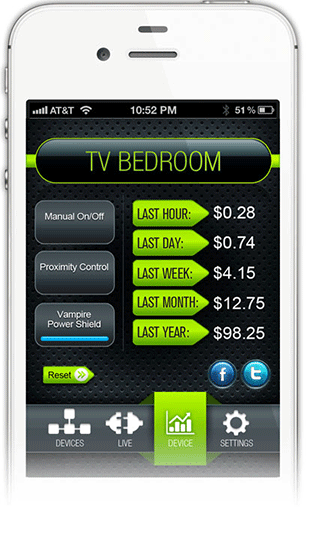 AT&T 10:52 PM 51%
TV BEDROOM
Manual On/Off
Proximity Control
Vampire
Power Shield
LAST HOUR: $0.28
LAST DAY: $0.74
LAST WEEK: $4.15
LAST MONTH: $12.75
LAST YEAR: $98.25
Reset
f t
DEVICES LIVE DEVICE SETTINGS